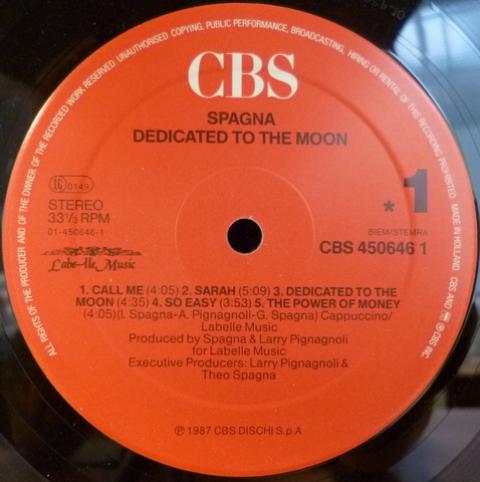 ALL RIGHTS OF THE PRODUCER AND OF THE OWNER OF THE RECORDED WORK RESERVED. UNAUTHORISED COPYING, PUBLIC PERFORMANCE, BROADCASTING, HIRING OR RENTAL OF THIS RECORDING PROHIBITED. MADE IN HOLLAND. CBS AND ® CBS INC.
CBS
SPAGNA
DEDICATED TO THE MOON
LC 0149
STEREO
33⅓ RPM
01-450646-1
Labe-lle Music
* 1
BIEM/STEMRA
CBS 450646 1
1. CALL ME (4:05) 2. SARAH (5:09) 3. DEDICATED TO THE
MOON (4:35) 4. SO EASY (3:53) 5. THE POWER OF MONEY
(4:05)(I. Spagna-A. Pignagnoli-G. Spagna) Cappuccino/
Labelle Music
Produced by Spagna & Larry Pignagnoli
for Labelle Music
Executive Producers: Larry Pignagnoli &
Theo Spagna
℗ 1987 CBS DISCHI S.p.A